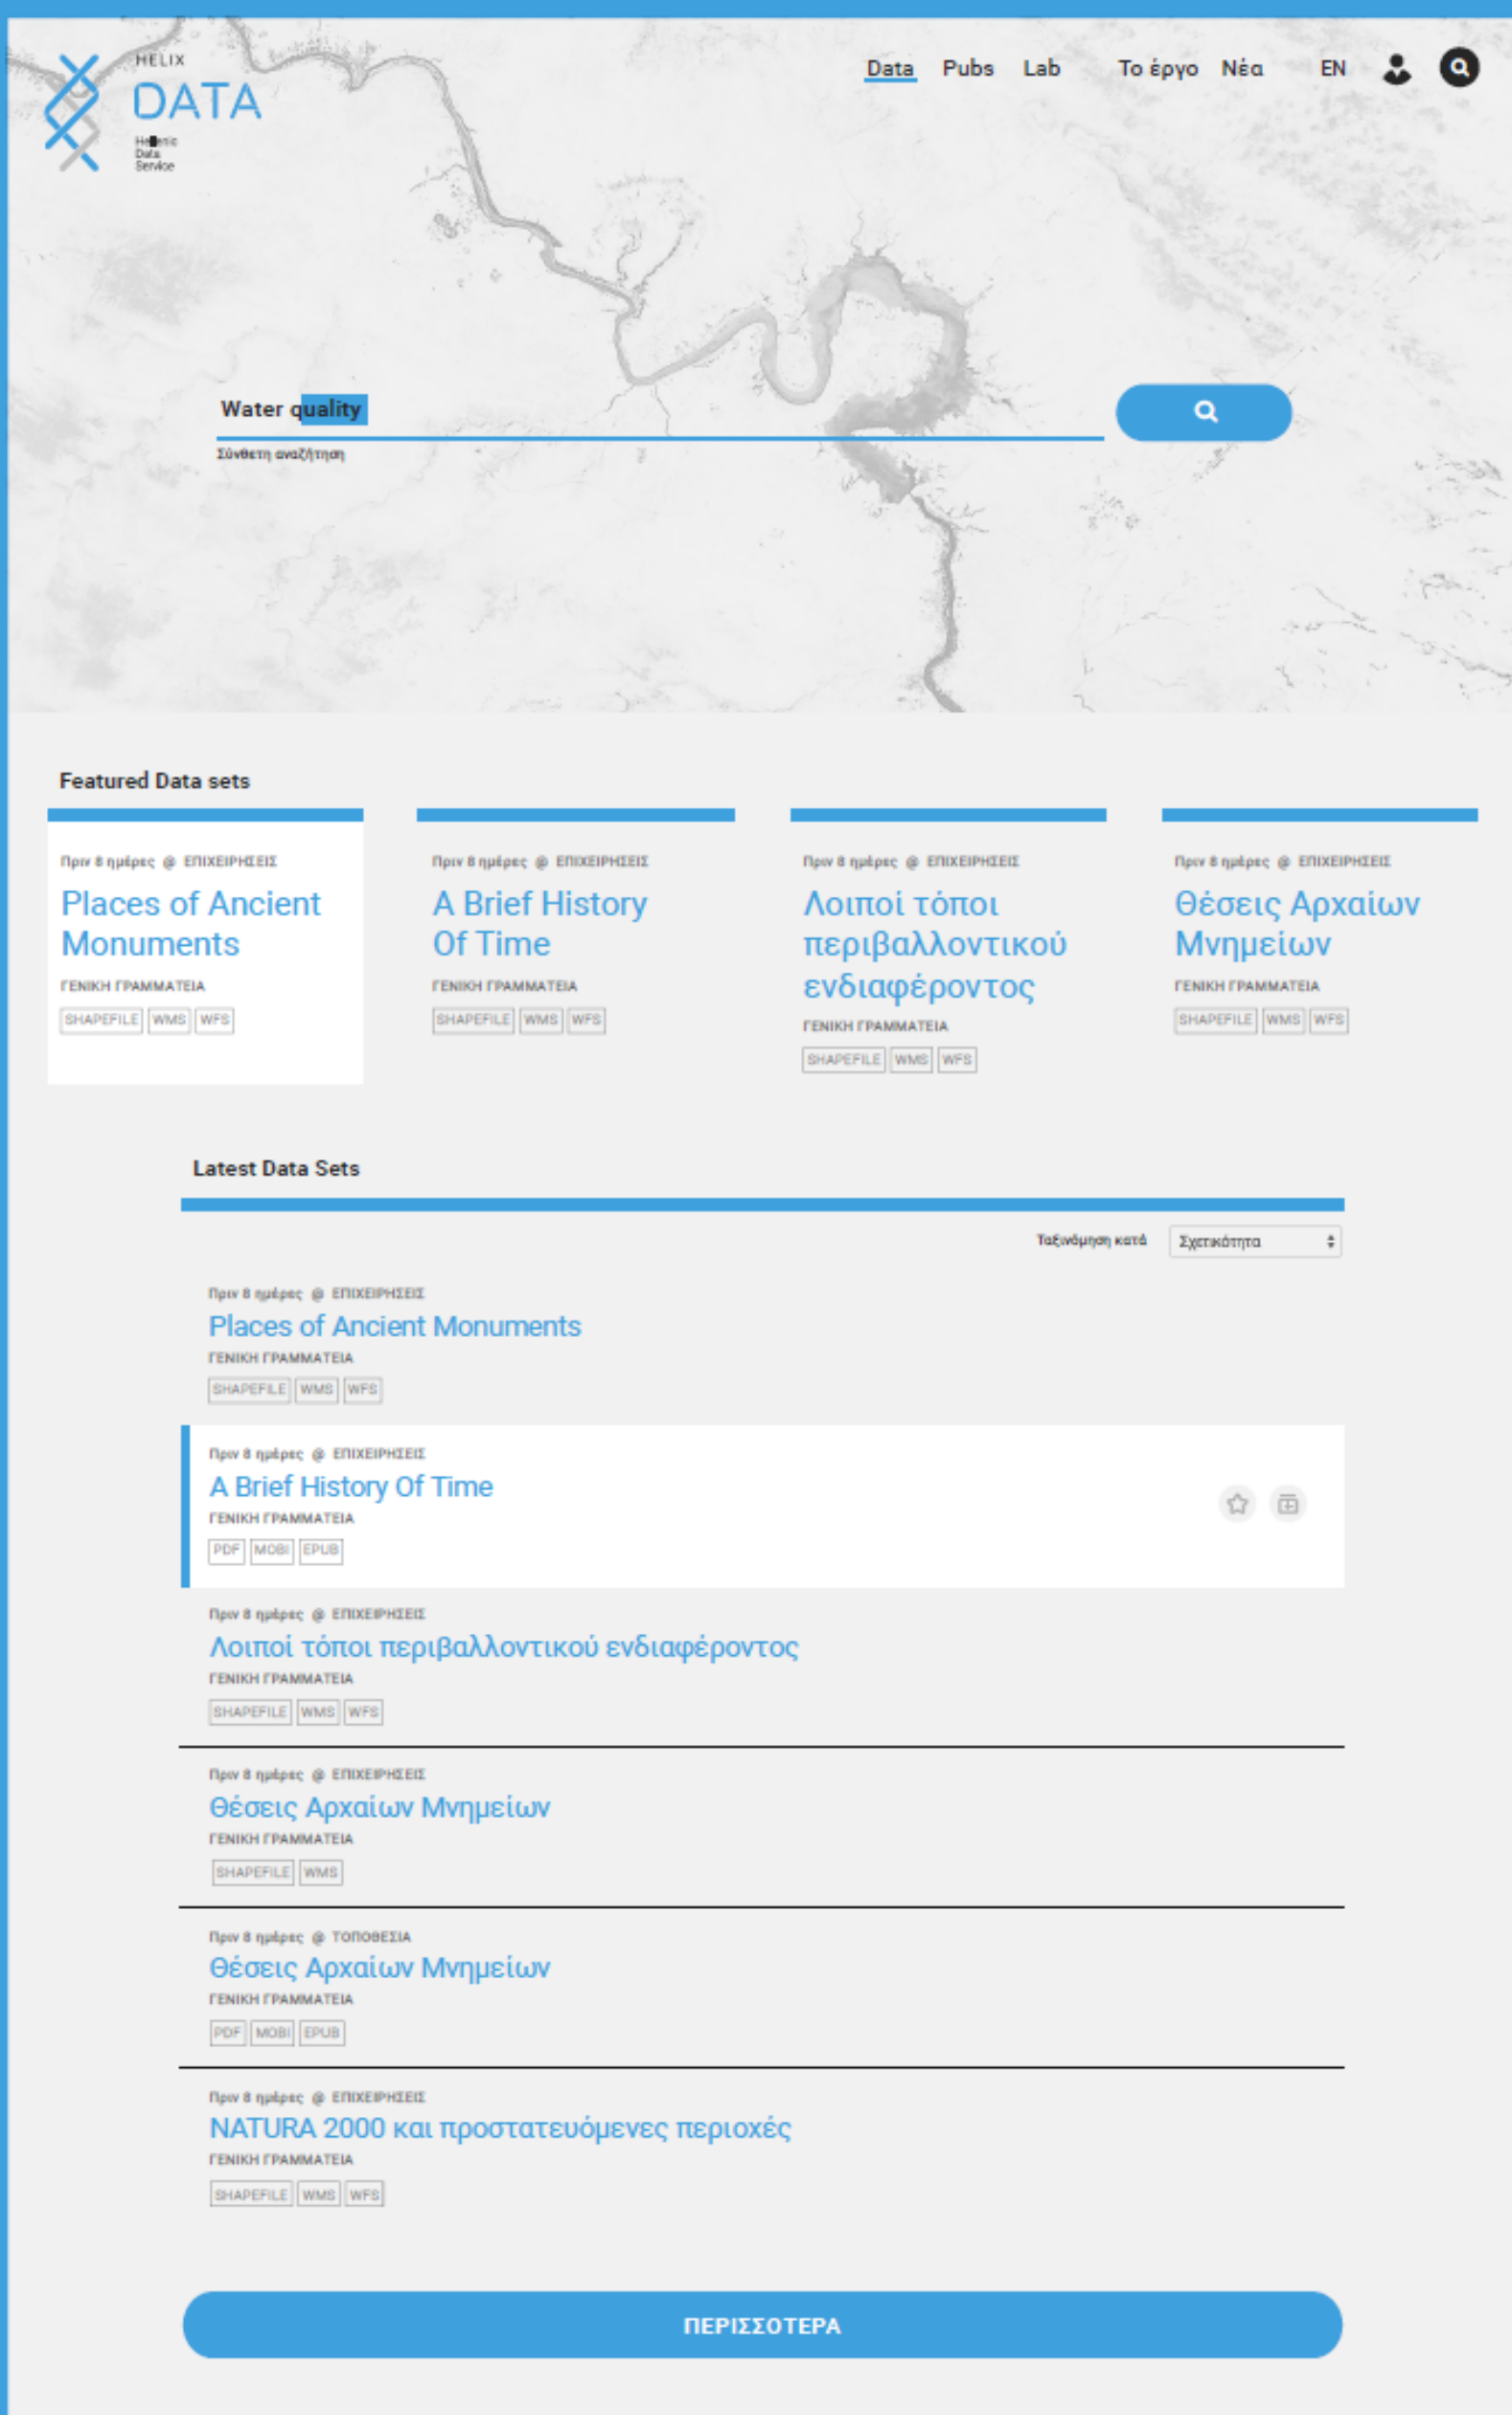 HELIX
DATA
Hellenic
Data
Service
Data Pubs Lab Το έργο Νέα EN
Water quality
Σύνθετη αναζήτηση
Featured Data sets
Πριν 8 ημέρες @ ΕΠΙΧΕΙΡΗΣΕΙΣ
Places of Ancient
Monuments
ΓΕΝΙΚΗ ΓΡΑΜΜΑΤΕΙΑ
SHAPEFILE WMS WFS
Πριν 8 ημέρες @ ΕΠΙΧΕΙΡΗΣΕΙΣ
A Brief History
Of Time
ΓΕΝΙΚΗ ΓΡΑΜΜΑΤΕΙΑ
SHAPEFILE WMS WFS
Πριν 8 ημέρες @ ΕΠΙΧΕΙΡΗΣΕΙΣ
Λοιποί τόποι
περιβαλλοντικού
ενδιαφέροντος
ΓΕΝΙΚΗ ΓΡΑΜΜΑΤΕΙΑ
SHAPEFILE WMS WFS
Πριν 8 ημέρες @ ΕΠΙΧΕΙΡΗΣΕΙΣ
Θέσεις Αρχαίων
Μνημείων
ΓΕΝΙΚΗ ΓΡΑΜΜΑΤΕΙΑ
SHAPEFILE WMS WFS
Latest Data Sets
Ταξινόμηση κατά Σχετικότητα
Πριν 8 ημέρες @ ΕΠΙΧΕΙΡΗΣΕΙΣ
Places of Ancient Monuments
ΓΕΝΙΚΗ ΓΡΑΜΜΑΤΕΙΑ
SHAPEFILE WMS WFS
Πριν 8 ημέρες @ ΕΠΙΧΕΙΡΗΣΕΙΣ
A Brief History Of Time
ΓΕΝΙΚΗ ΓΡΑΜΜΑΤΕΙΑ
PDF MOBI EPUB
Πριν 8 ημέρες @ ΕΠΙΧΕΙΡΗΣΕΙΣ
Λοιποί τόποι περιβαλλοντικού ενδιαφέροντος
ΓΕΝΙΚΗ ΓΡΑΜΜΑΤΕΙΑ
SHAPEFILE WMS WFS
Πριν 8 ημέρες @ ΕΠΙΧΕΙΡΗΣΕΙΣ
Θέσεις Αρχαίων Μνημείων
ΓΕΝΙΚΗ ΓΡΑΜΜΑΤΕΙΑ
SHAPEFILE WMS
Πριν 8 ημέρες @ ΤΟΠΟΘΕΣΙΑ
Θέσεις Αρχαίων Μνημείων
ΓΕΝΙΚΗ ΓΡΑΜΜΑΤΕΙΑ
PDF MOBI EPUB
Πριν 8 ημέρες @ ΕΠΙΧΕΙΡΗΣΕΙΣ
NATURA 2000 και προστατευόμενες περιοχές
ΓΕΝΙΚΗ ΓΡΑΜΜΑΤΕΙΑ
SHAPEFILE WMS WFS
ΠΕΡΙΣΣΟΤΕΡΑ